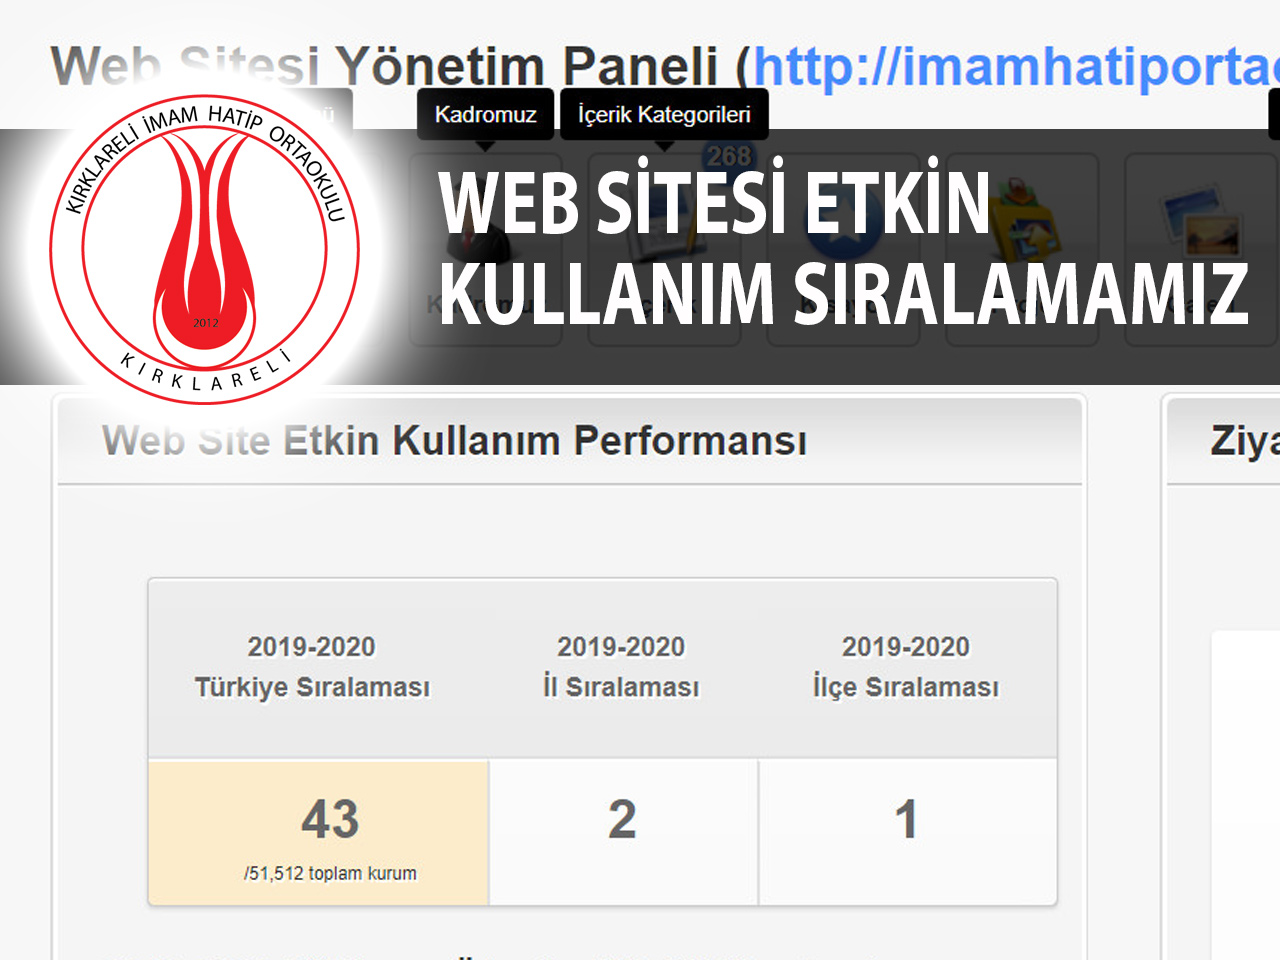 Web Sitesi Yönetim Paneli (http://imamhatiporta
Kadromuz
İçerik Kategorileri
268
KIRKLARELİ İMAM HATİP ORTAOKULU
2012
KIRKLARELİ
WEB SİTESİ ETKİN
KULLANIM SIRALAMAMIZ
Web Site Etkin Kullanım Performansı
Ziya
2019-2020
Türkiye Sıralaması
2019-2020
İl Sıralaması
2019-2020
İlçe Sıralaması
43
/51,512 toplam kurum
2
1